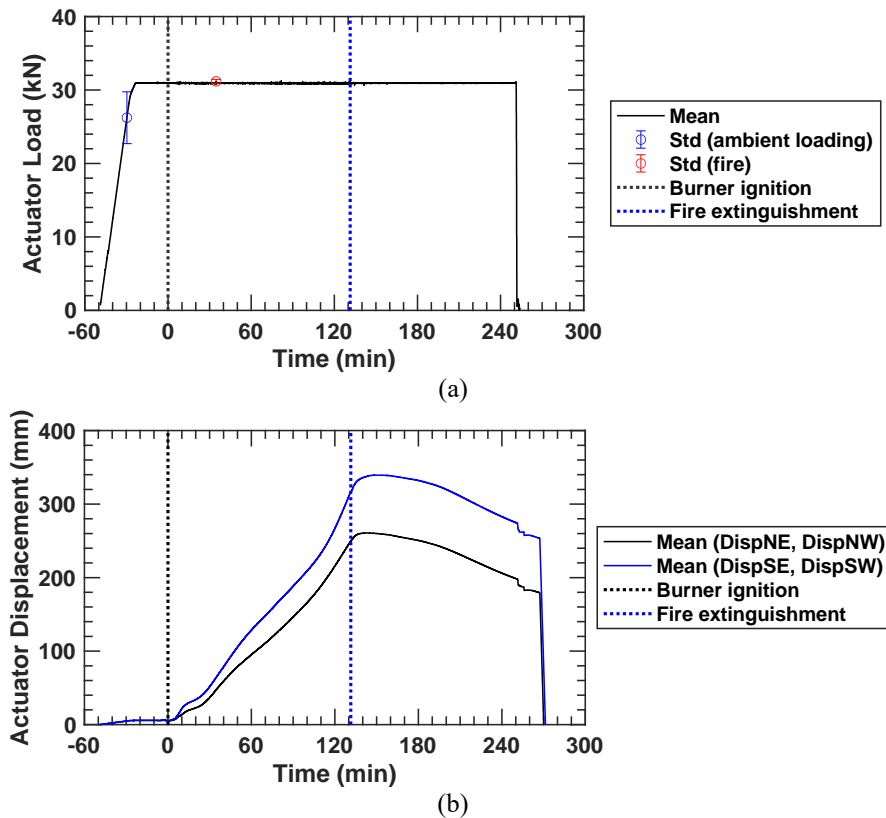 40
30
20
10
0
Actuator Load (kN)
-60 0 60 120 180 240 300
Time (min)
Mean
Std (ambient loading)
Std (fire)
Burner ignition
Fire extinguishment
(a)
400
300
200
100
0
Actuator Displacement (mm)
-60 0 60 120 180 240 300
Time (min)
Mean (DispNE, DispNW)
Mean (DispSE, DispSW)
Burner ignition
Fire extinguishment
(b)